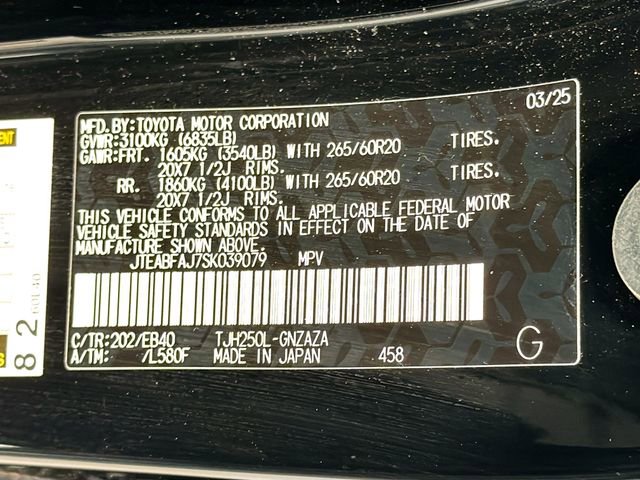 03/25
MFD. BY:TOYOTA MOTOR CORPORATION
GVWR:3100KG (6835LB)
GAWR:FRT. 1605KG (3540LB) WITH 265/60R20 TIRES.
20X7 1/2J RIMS.
RR. 1860KG (4100LB) WITH 265/60R20 TIRES.
20X7 1/2J RIMS.
THIS VEHICLE CONFORMS TO ALL APPLICABLE FEDERAL MOTOR
VEHICLE SAFETY STANDARDS IN EFFECT ON THE DATE OF
MANUFACTURE SHOWN ABOVE.
JTEABFAJ7SK039079 MPV
C/TR:202/EB40 TJH250L-GNZAZA
A/TM: /L580F MADE IN JAPAN 458
G
82 60140